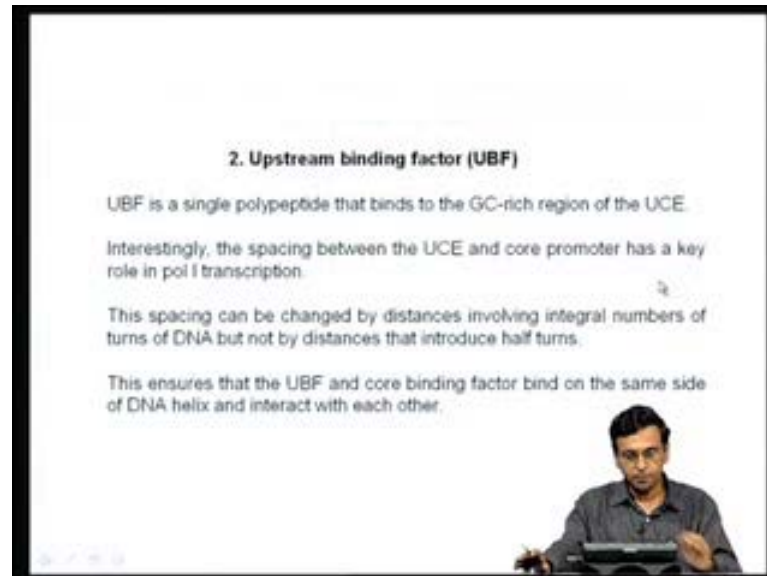 2. Upstream binding factor (UBF)
UBF is a single polypeptide that binds to the GC-rich region of the UCE.
Interestingly, the spacing between the UCE and core promoter has a key
role in pol I transcription.
This spacing can be changed by distances involving integral numbers of
turns of DNA but not by distances that introduce half turns.
This ensures that the UBF and core binding factor bind on the same side
of DNA helix and interact with each other.